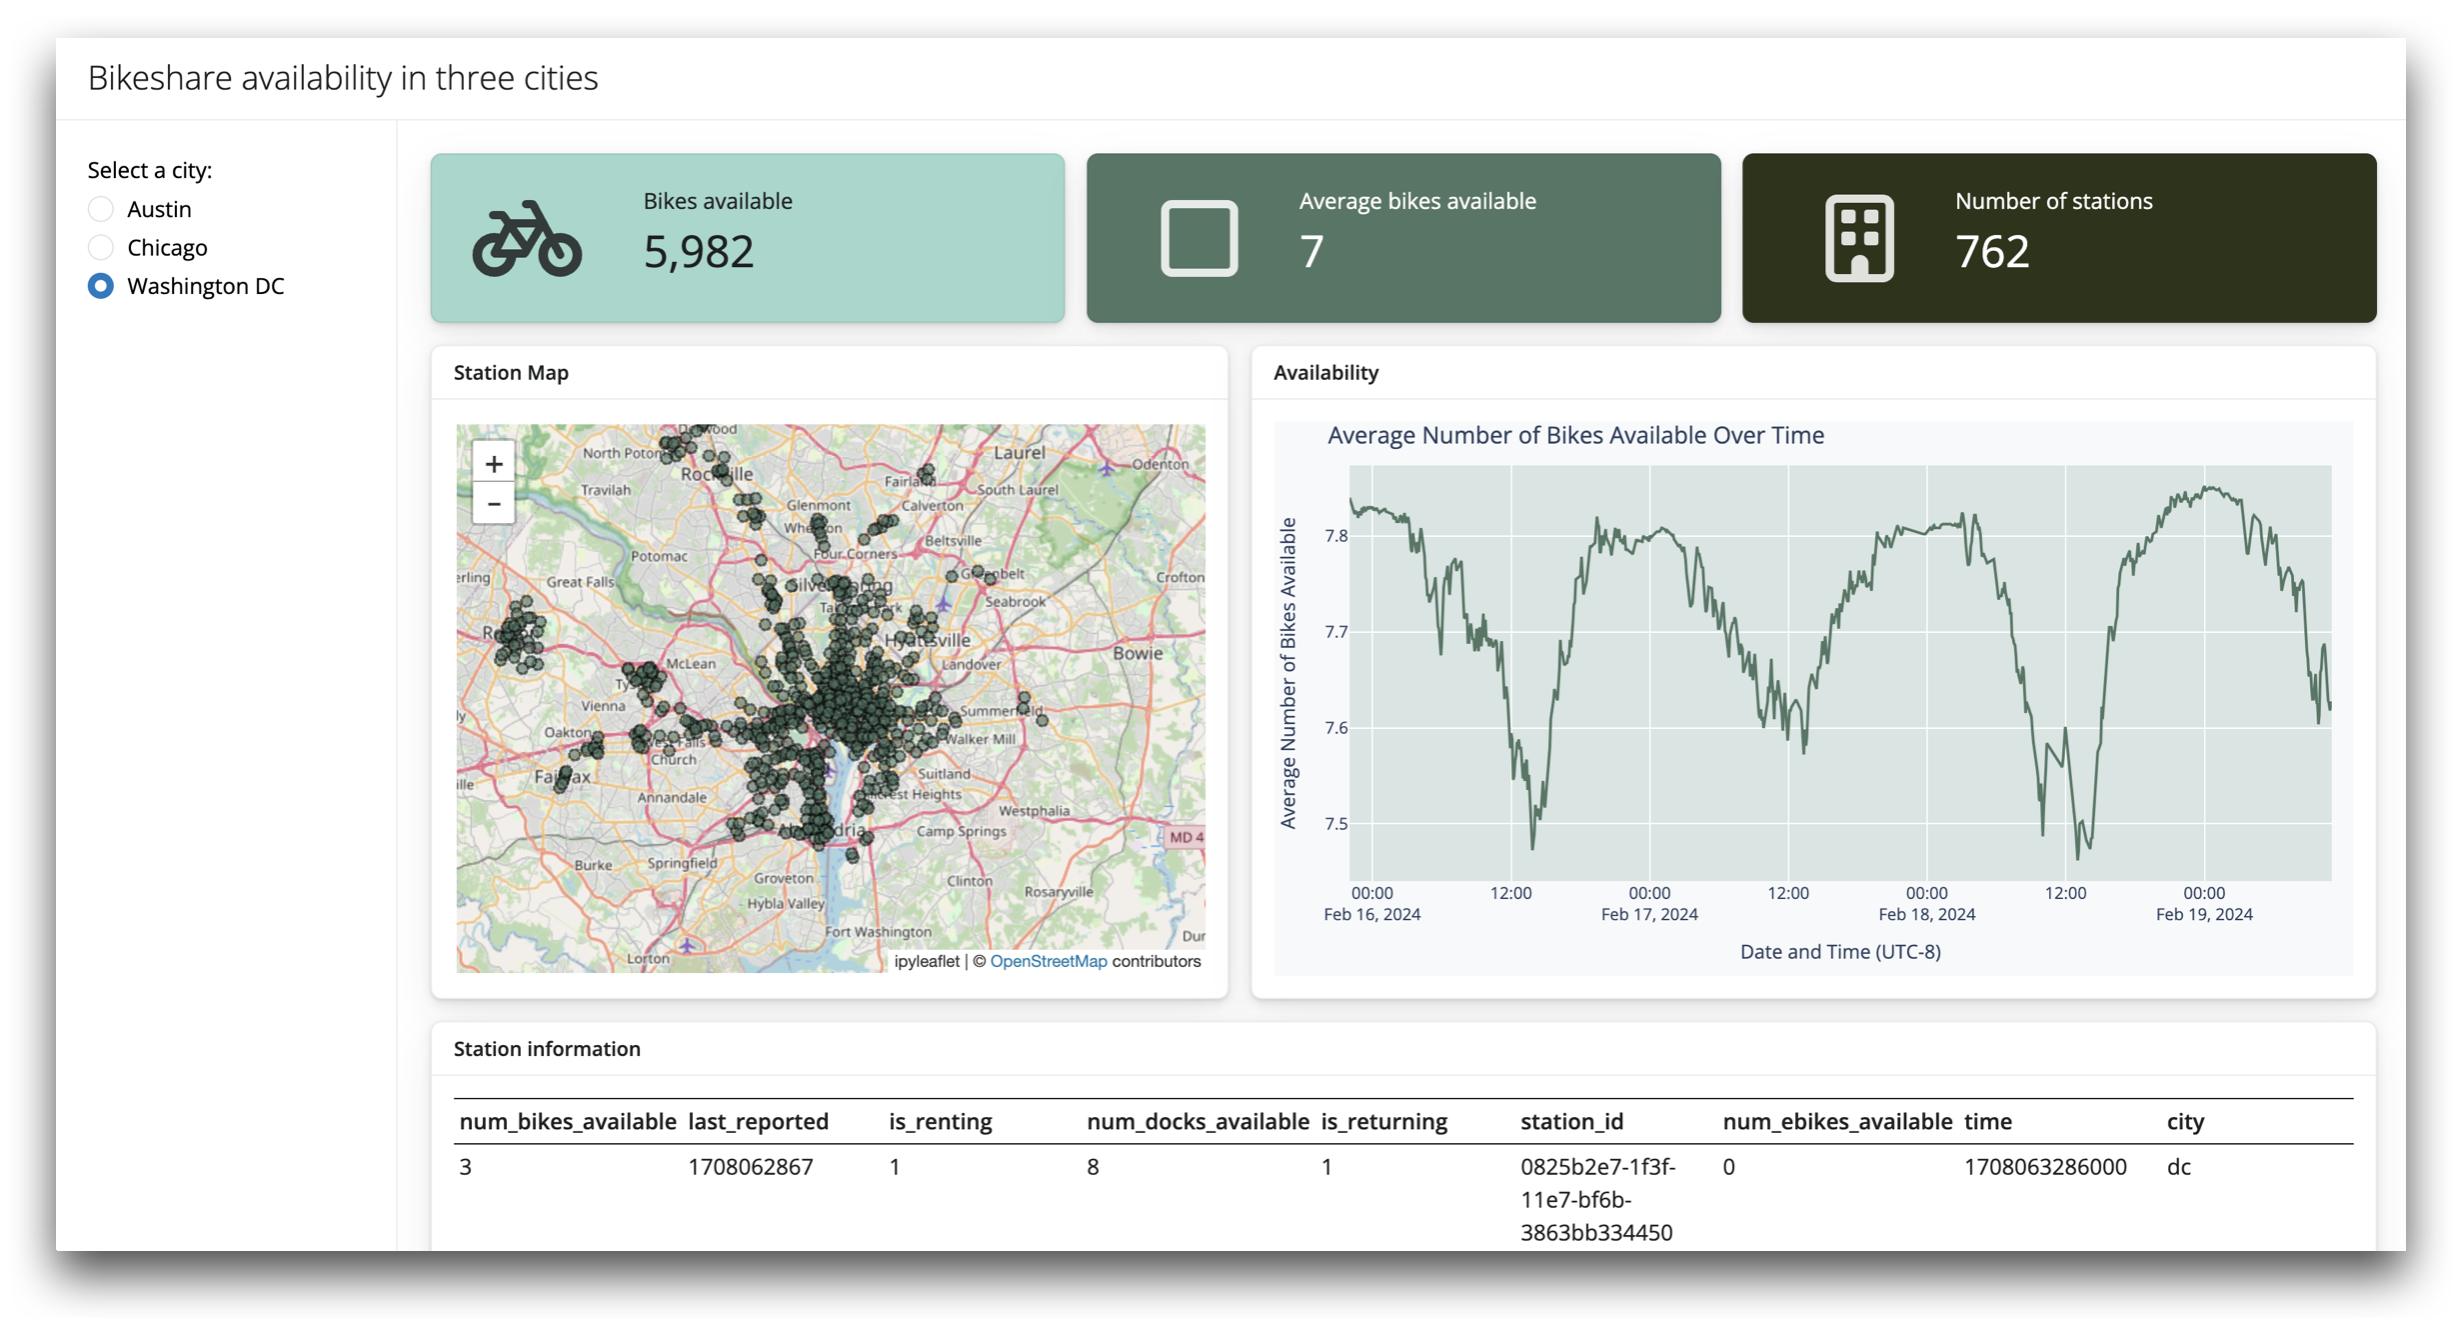 Bikeshare availability in three cities
Select a city:
Austin
Chicago
Washington DC
Bikes available
5,982
Average bikes available
7
Number of stations
762
Station Map
+
−
North Poto
Rockville
Laurel
Odenton
Travilah
Fairland
South Laurel
Glenmont
Calverton
Wheaton
Potomac
Four Corners
Beltsville
erling
Great Falls
Silver Spring
Greenbelt
Crofton
Takoma Park
Seabrook
Hyattsville
McLean
Landover
Bowie
Vienna
Summerfield
ly
Oakton
West Falls
Church
Walker Mill
Fairfax
Suitland
ille
Annandale
Hillcrest Heights
Westphalia
Camp Springs
MD 4
Burke
Springfield
Groveton
Clinton
Rosaryville
Hybla Valley
Fort Washington
Dur
Lorton
ipyleaflet | © OpenStreetMap contributors
Availability
Average Number of Bikes Available Over Time
Average Number of Bikes Available
7.8
7.7
7.6
7.5
00:00 12:00 00:00 12:00 00:00 12:00 00:00
Feb 16, 2024 Feb 17, 2024 Feb 18, 2024 Feb 19, 2024
Date and Time (UTC-8)
Station information
num_bikes_available last_reported is_renting num_docks_available is_returning station_id num_ebikes_available time city
3 1708062867 1 8 1 0825b2e7-1f3f- 0 1708063286000 dc
11e7-bf6b-
3863bb334450